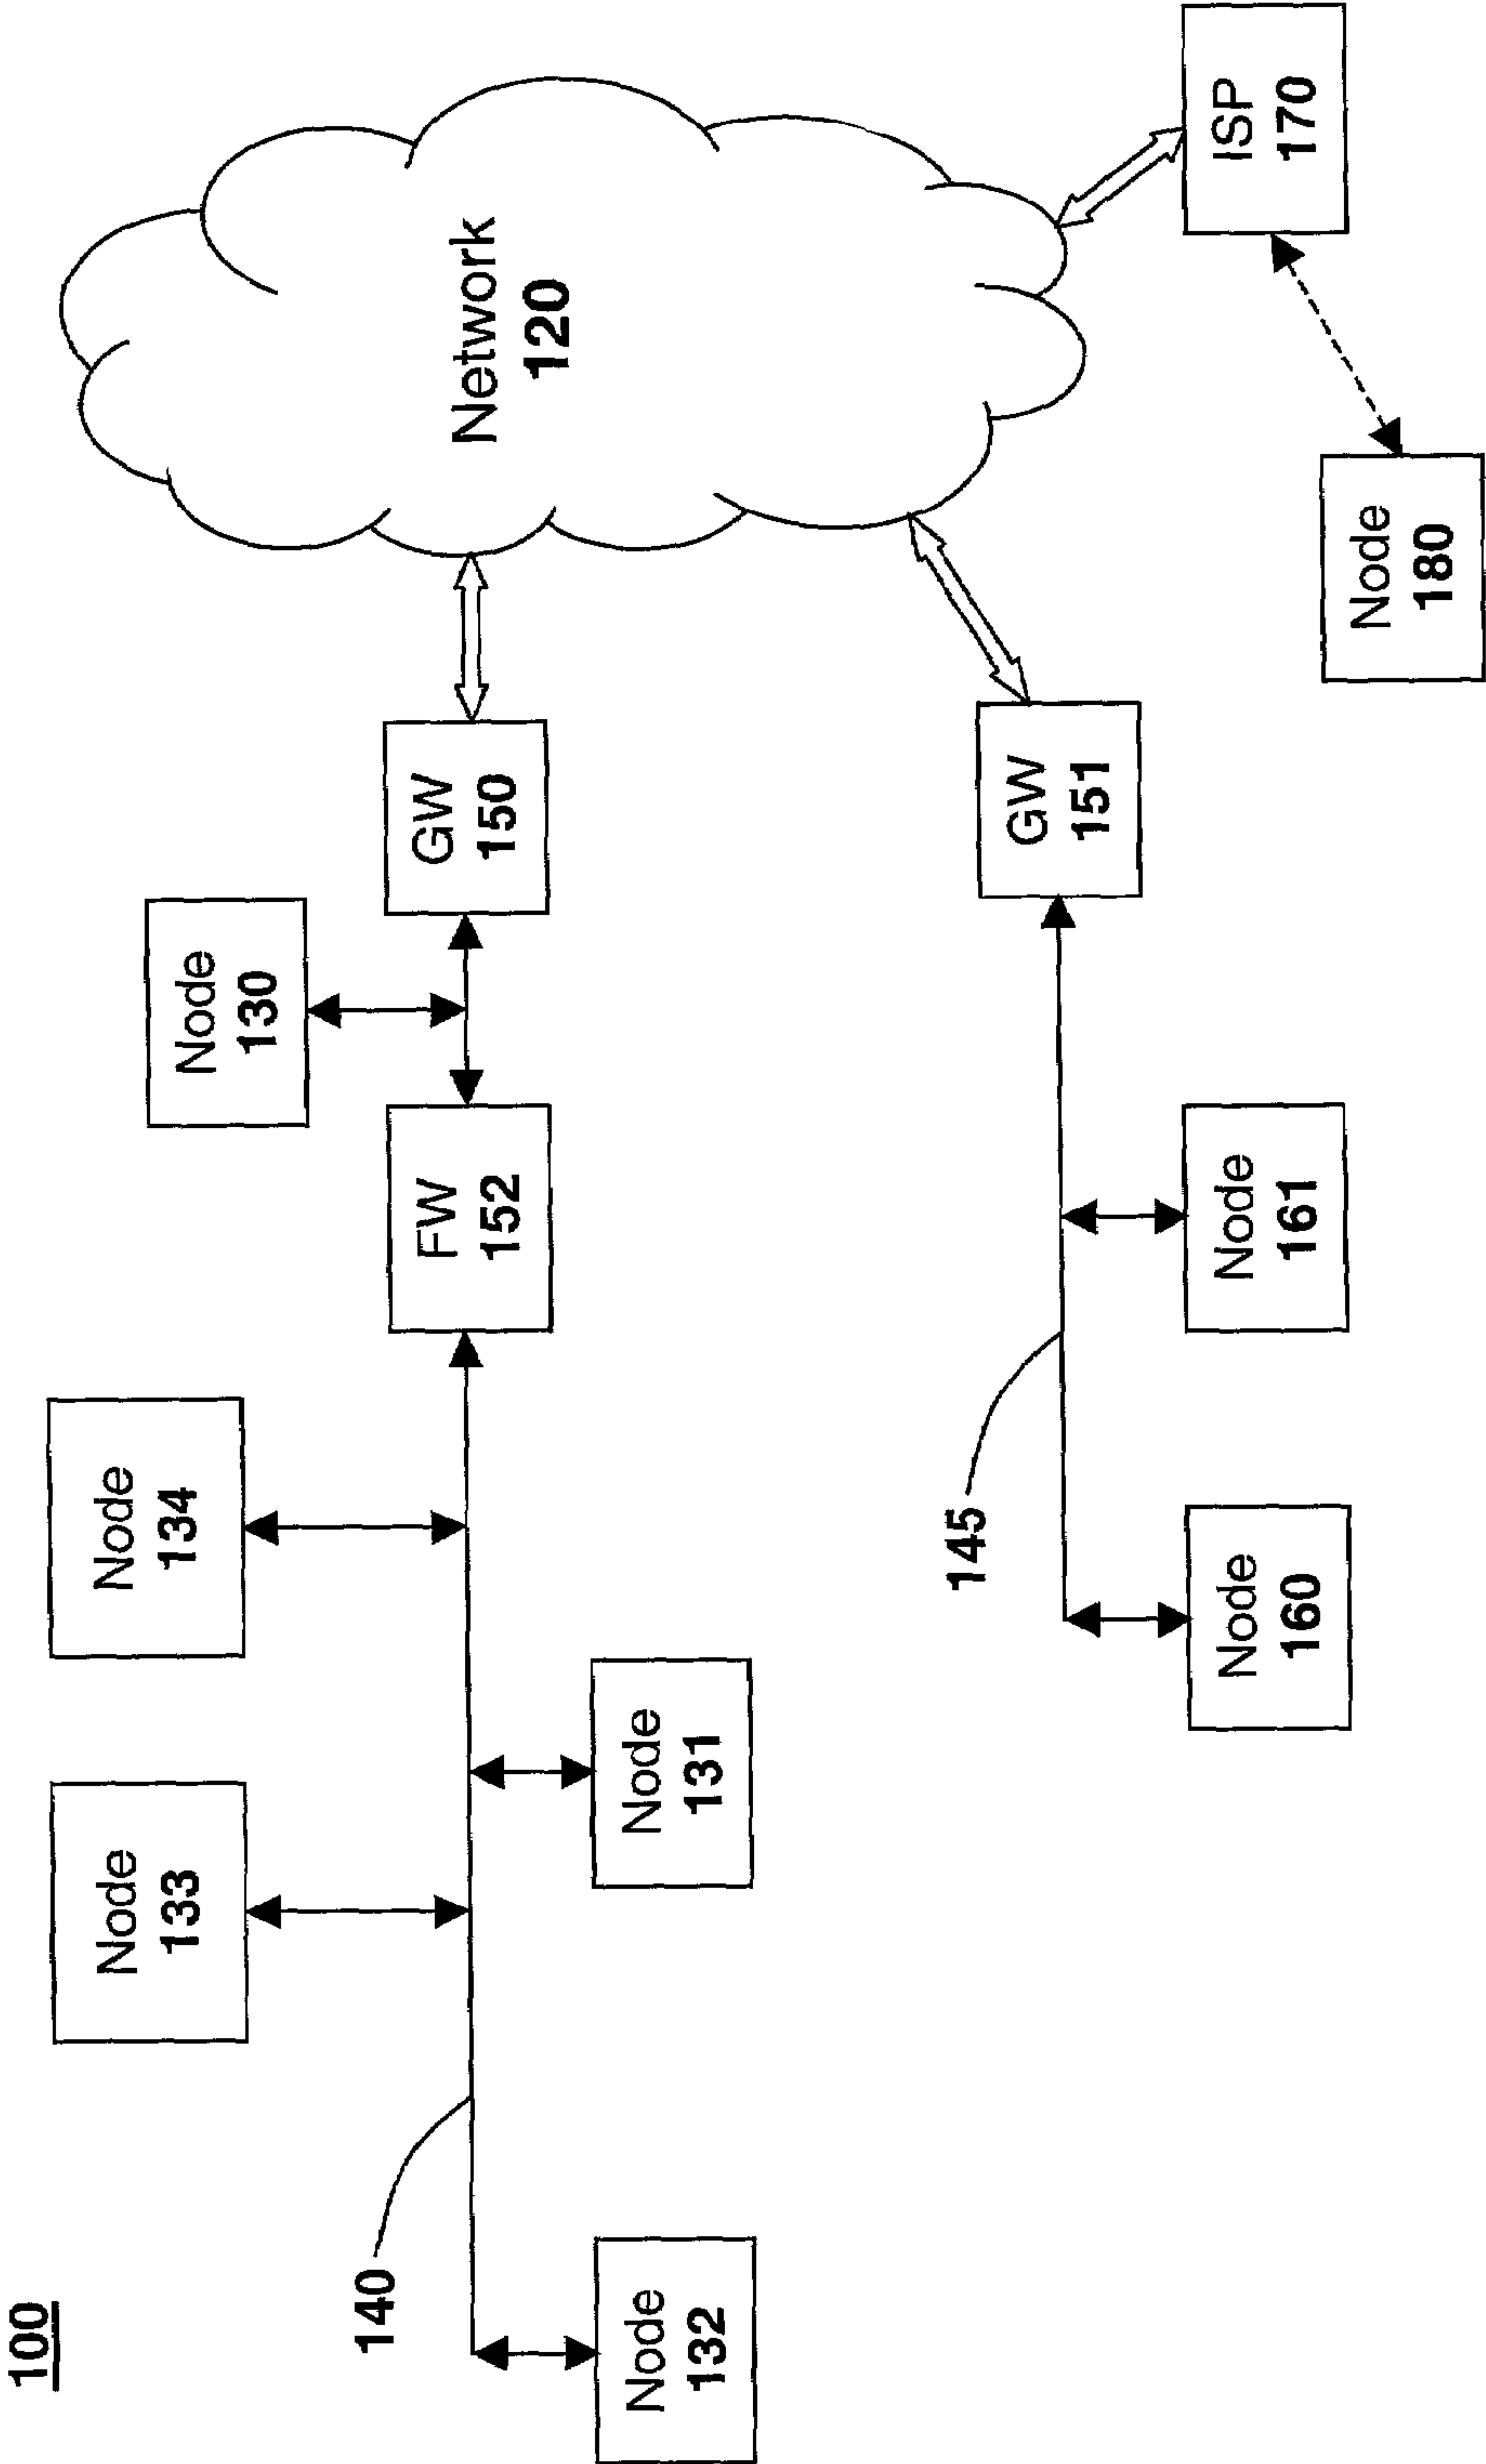 100
Node
133
Node
134
Node
130
140
FW
152
GW
150
Network
120
Node
132
Node
131
145
GW
151
Node
160
Node
161
Node
180
ISP
170